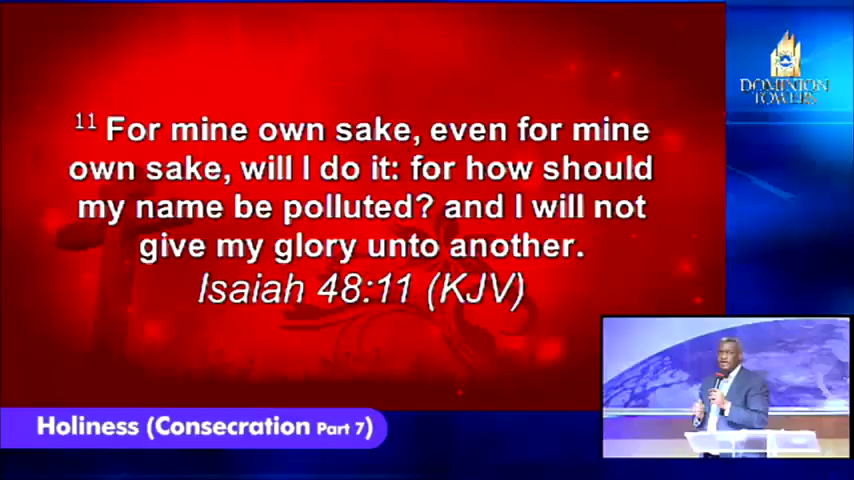 11 For mine own sake, even for mine
own sake, will I do it: for how should
my name be polluted? and I will not
give my glory unto another.
Isaiah 48:11 (KJV)
DOMINION
TOWERS
Holiness (Consecration Part 7)